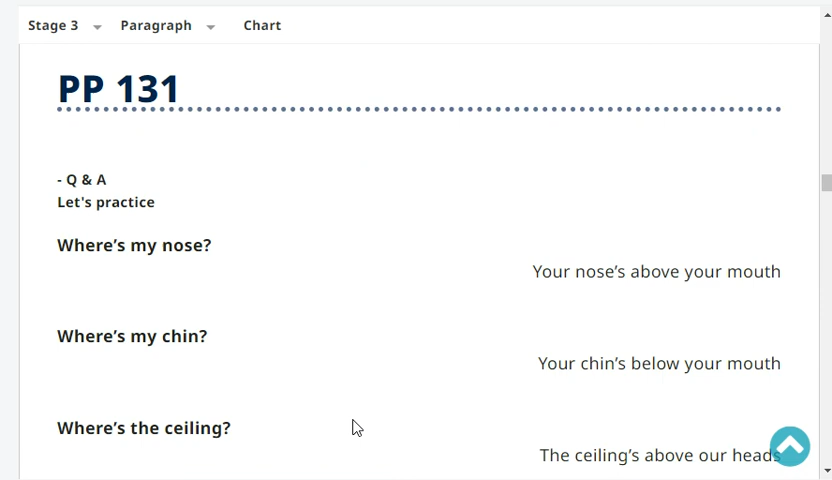 Stage 3 Paragraph Chart
PP 131
- Q & A
Let's practice
Where’s my nose?
Your nose’s above your mouth
Where’s my chin?
Your chin’s below your mouth
Where’s the ceiling?
The ceiling’s above our heads